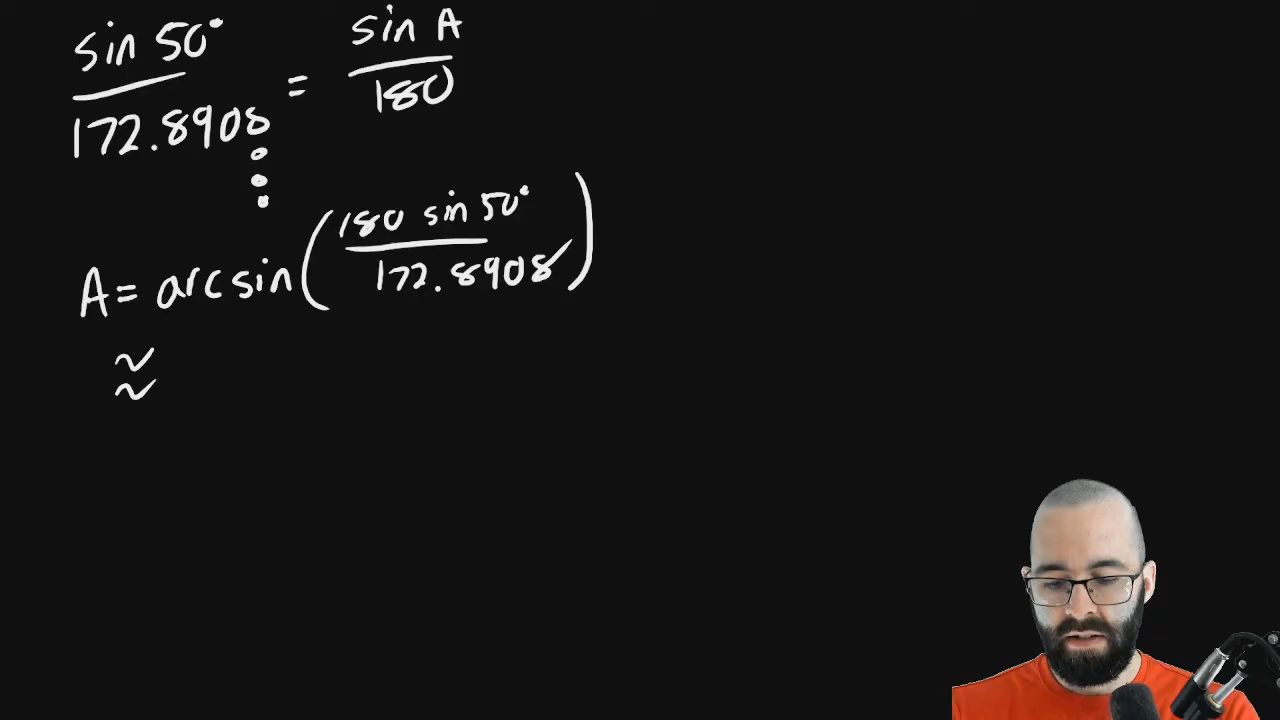 sin 50° sin A
= 
172.8908 180
180 sin 50°
A = arcsin( )
172.8908
≈